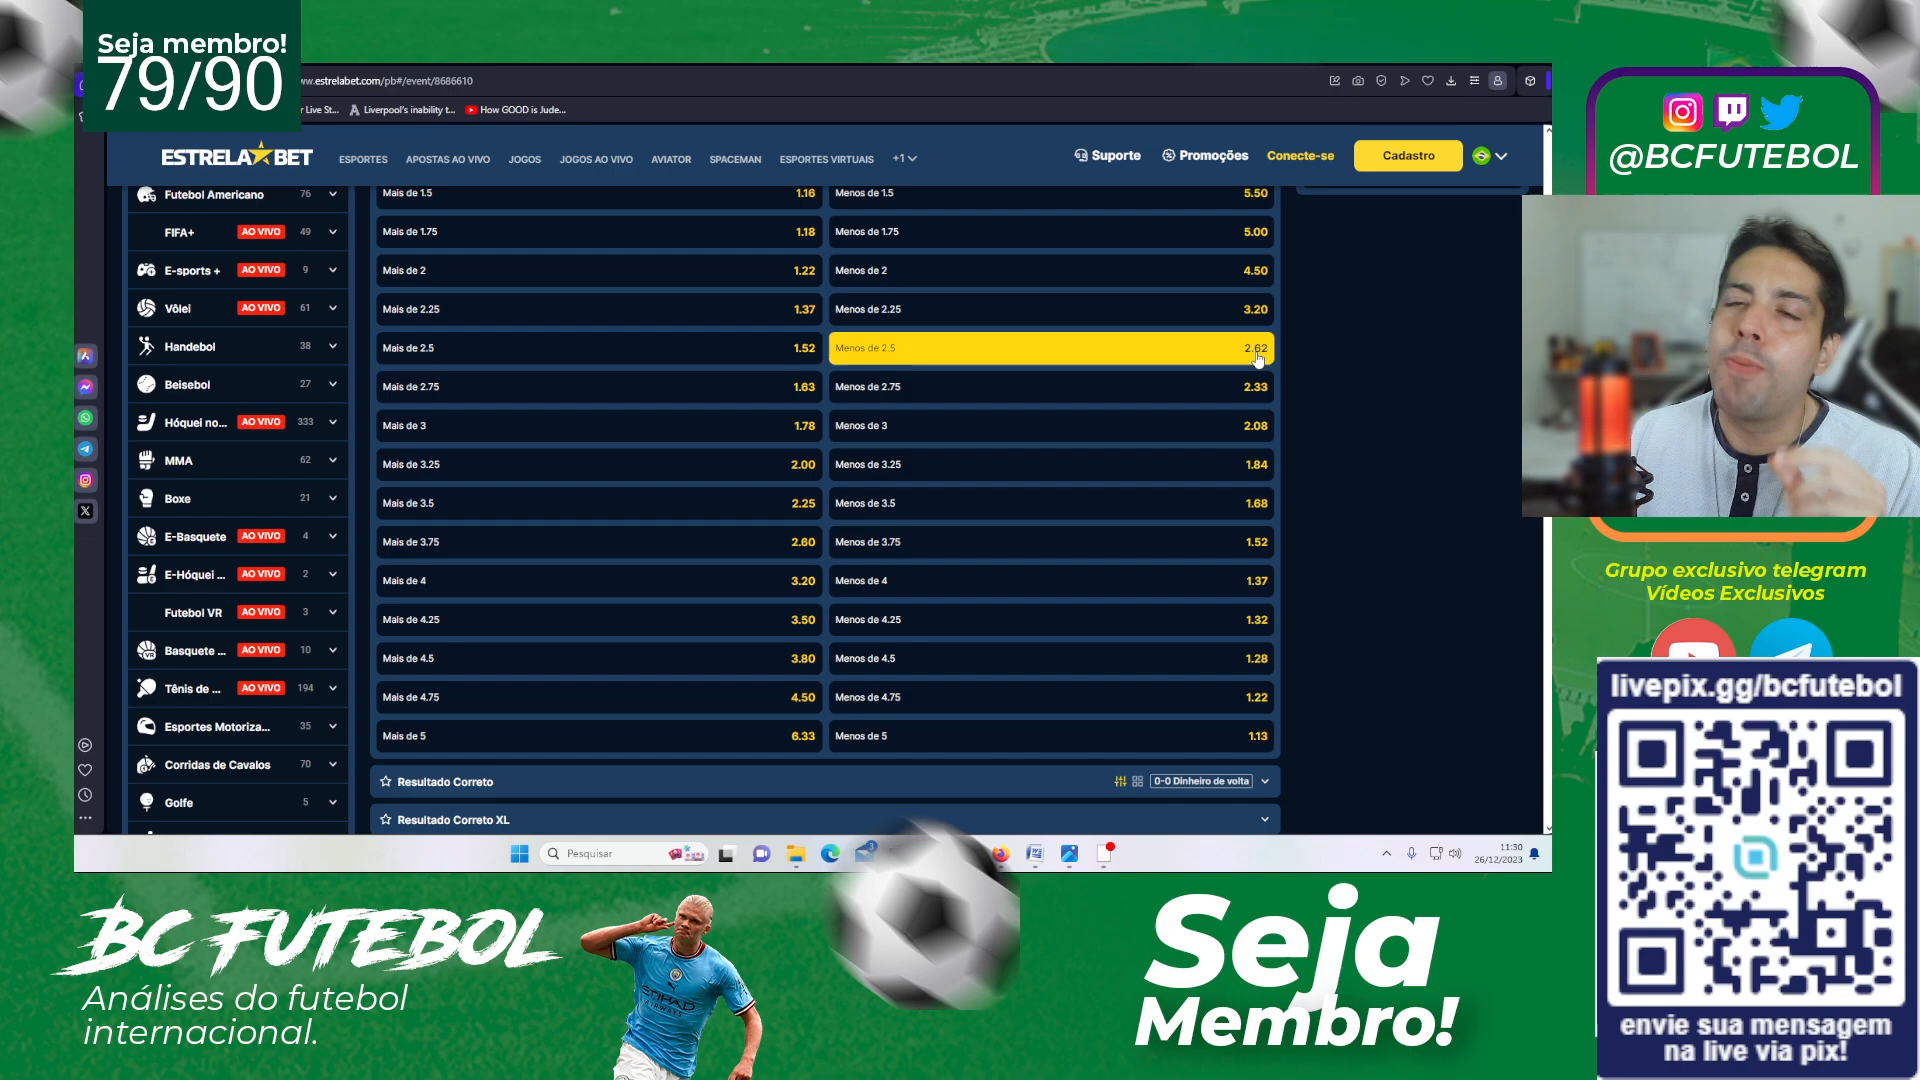 Seja membro!
79/90
w.estrelabet.com/pb#/event/8686610
r Live St...
Liverpool's inability t...
How GOOD is Jude...
ESTRELABET
ESPORTES
APOSTAS AO VIVO
JOGOS
JOGOS AO VIVO
AVIATOR
SPACEMAN
ESPORTES VIRTUAIS
+1
Suporte
Promoções
Conecte-se
Cadastro
Futebol Americano 76
FIFA+ AO VIVO 49
E-sports + AO VIVO 9
Vôlei AO VIVO 61
Handebol 38
Beisebol 27
Hóquei no... AO VIVO 333
MMA 62
Boxe 21
E-Basquete AO VIVO 4
E-Hóquei ... AO VIVO 2
Futebol VR AO VIVO 3
Basquete ... AO VIVO 10
Tênis de ... AO VIVO 194
Esportes Motoriza... 35
Corridas de Cavalos 70
Golfe 5
Mais de 1.5 1.16 Menos de 1.5 5.50
Mais de 1.75 1.18 Menos de 1.75 5.00
Mais de 2 1.22 Menos de 2 4.50
Mais de 2.25 1.37 Menos de 2.25 3.20
Mais de 2.5 1.52 Menos de 2.5 2.62
Mais de 2.75 1.63 Menos de 2.75 2.33
Mais de 3 1.78 Menos de 3 2.08
Mais de 3.25 2.00 Menos de 3.25 1.84
Mais de 3.5 2.25 Menos de 3.5 1.68
Mais de 3.75 2.60 Menos de 3.75 1.52
Mais de 4 3.20 Menos de 4 1.37
Mais de 4.25 3.50 Menos de 4.25 1.32
Mais de 4.5 3.80 Menos de 4.5 1.28
Mais de 4.75 4.50 Menos de 4.75 1.22
Mais de 5 6.33 Menos de 5 1.13
Resultado Correto 0-0 Dinheiro de volta
Resultado Correto XL
Pesquisar
3
11:30
26/12/2023
@BCFUTEBOL
Grupo exclusivo telegram
Vídeos Exclusivos
livepix.gg/bcfutebol
envie sua mensagem
na live via pix!
BC FUTEBOL
Análises do futebol
internacional.
ETIHAD
AIRWAYS
Seja
Membro!